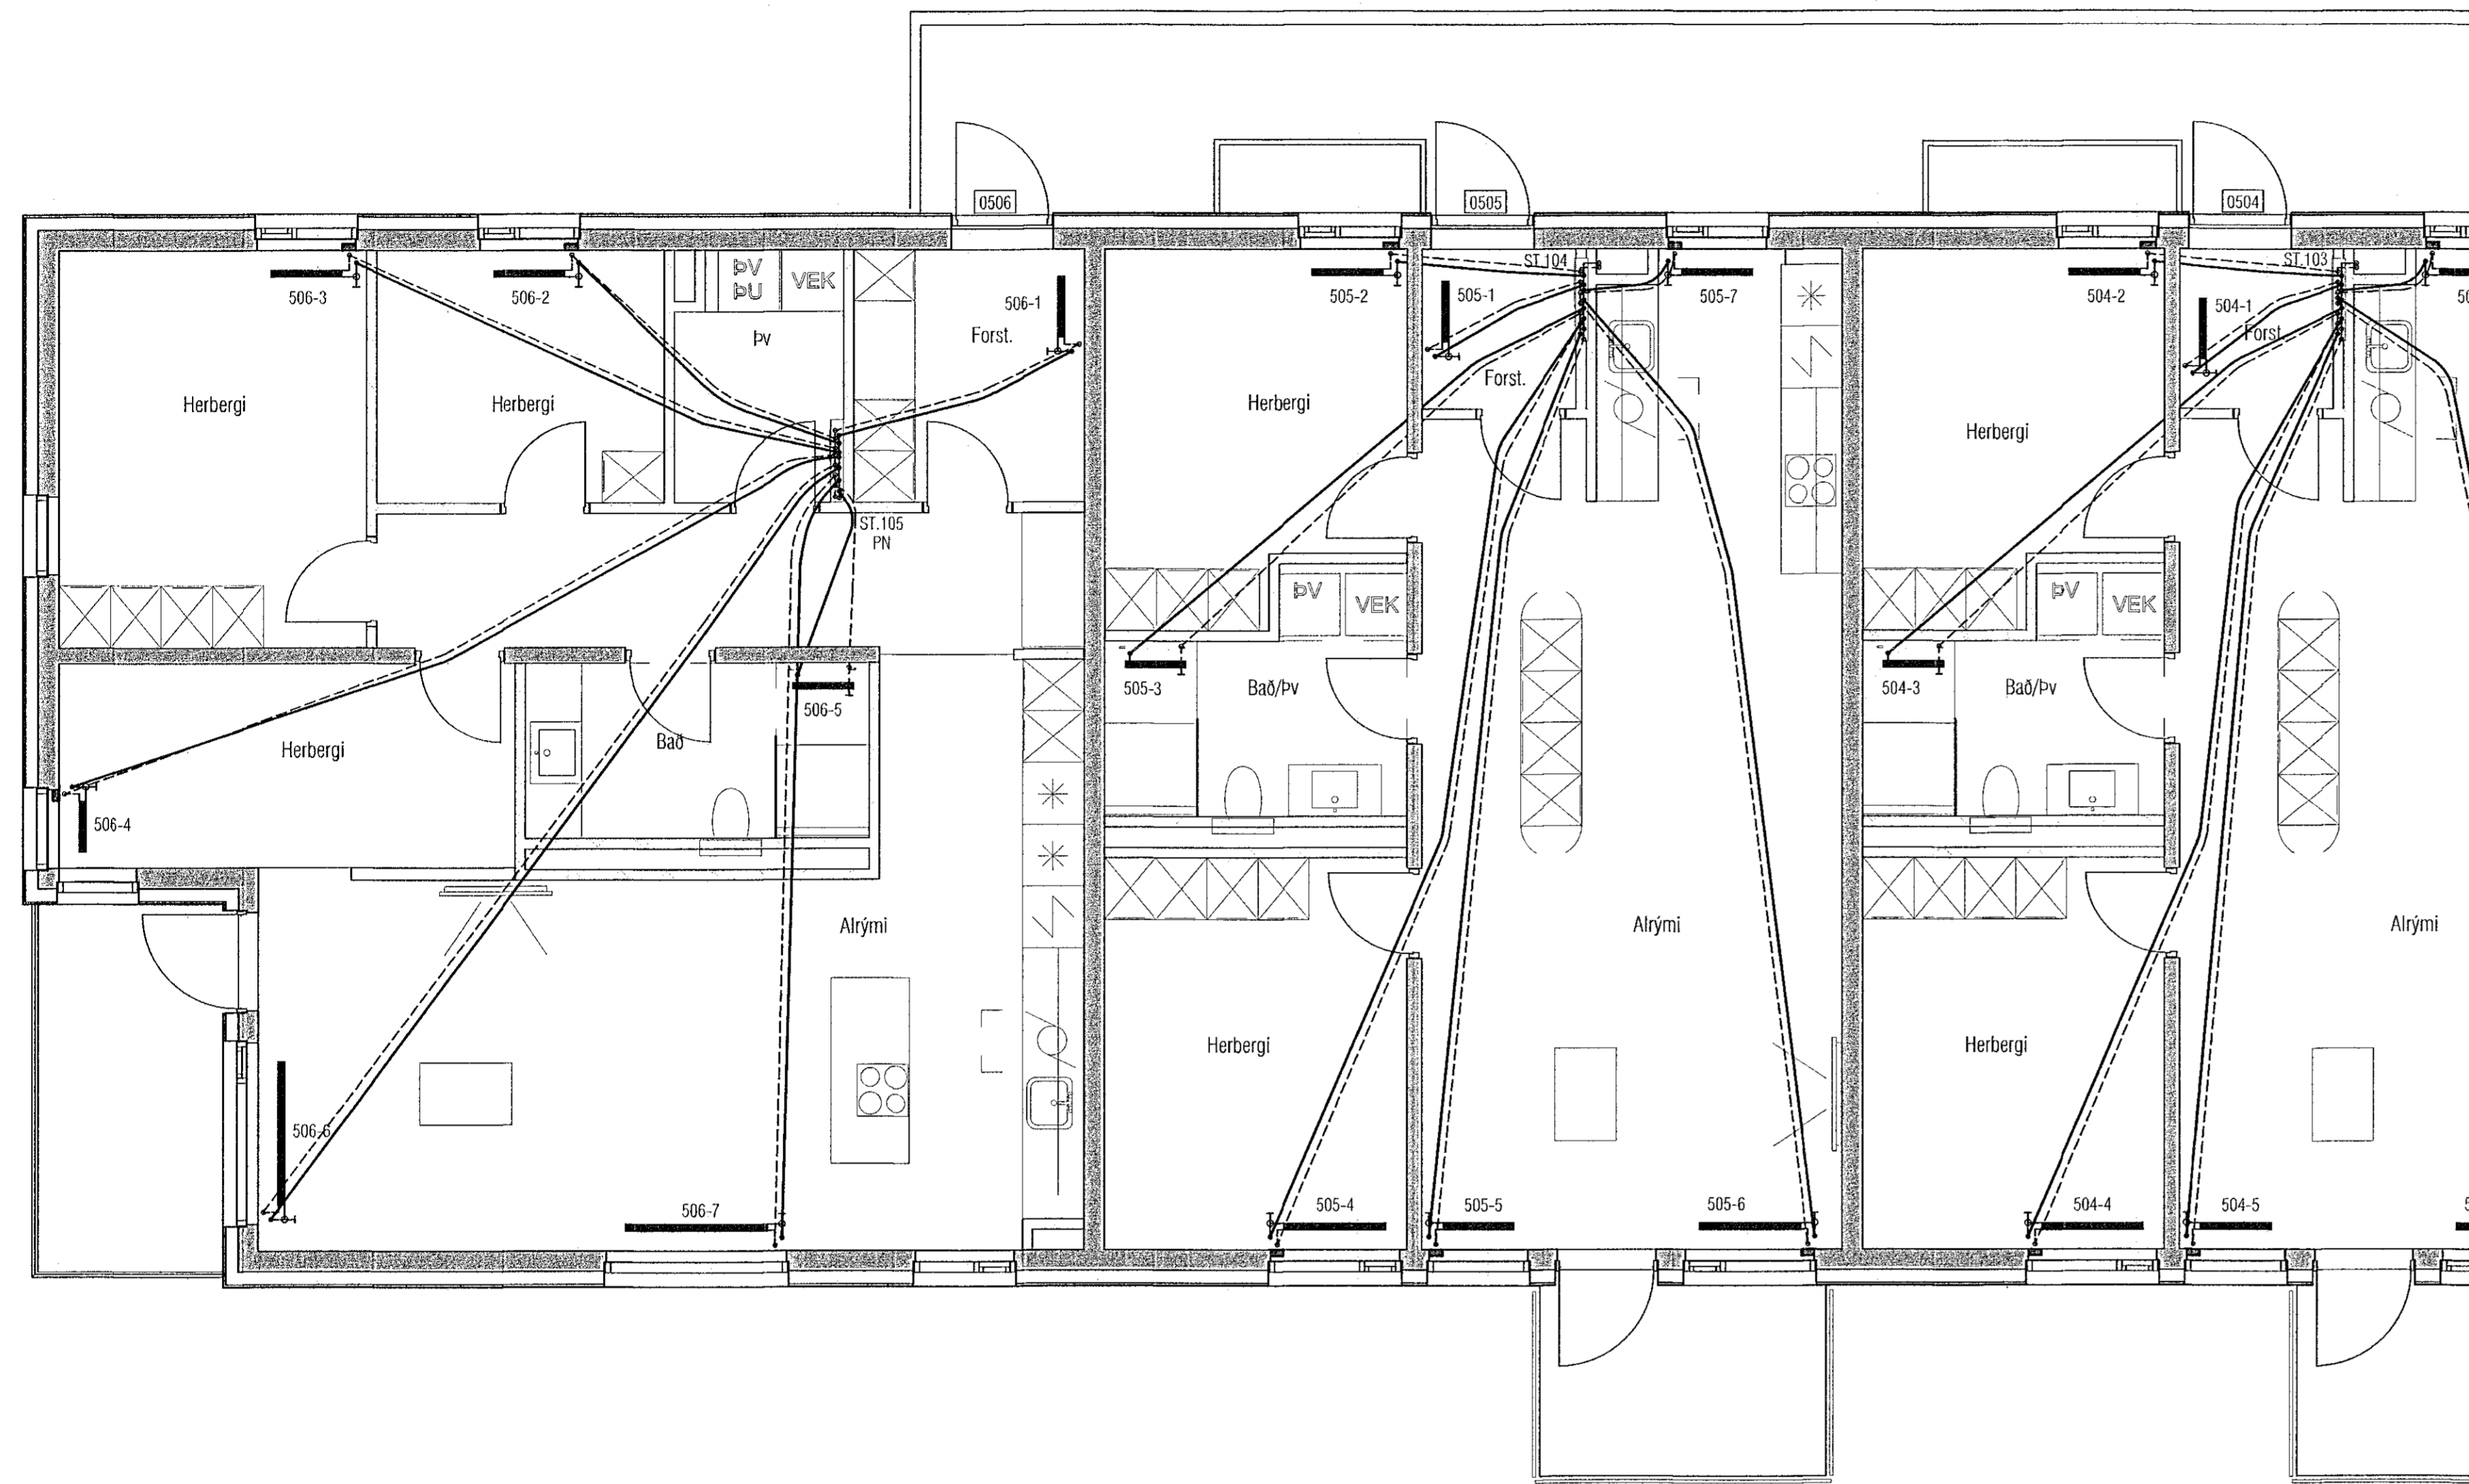 0506
0505
0504
ÞV
ÞU
VEK
ST.104
ST.103
506-3
506-2
506-1
505-2
505-1
505-7
504-2
504-1
Þv
Forst.
Forst.
Forst.
Herbergi
Herbergi
Herbergi
Herbergi
ST.105
PN
ÞV
VEK
ÞV
VEK
505-3
Bað/Þv
504-3
Bað/Þv
506-5
Bað
Herbergi
506-4
Alrými
Alrými
Alrými
Herbergi
Herbergi
506-6
506-7
505-4
505-5
505-6
504-4
504-5